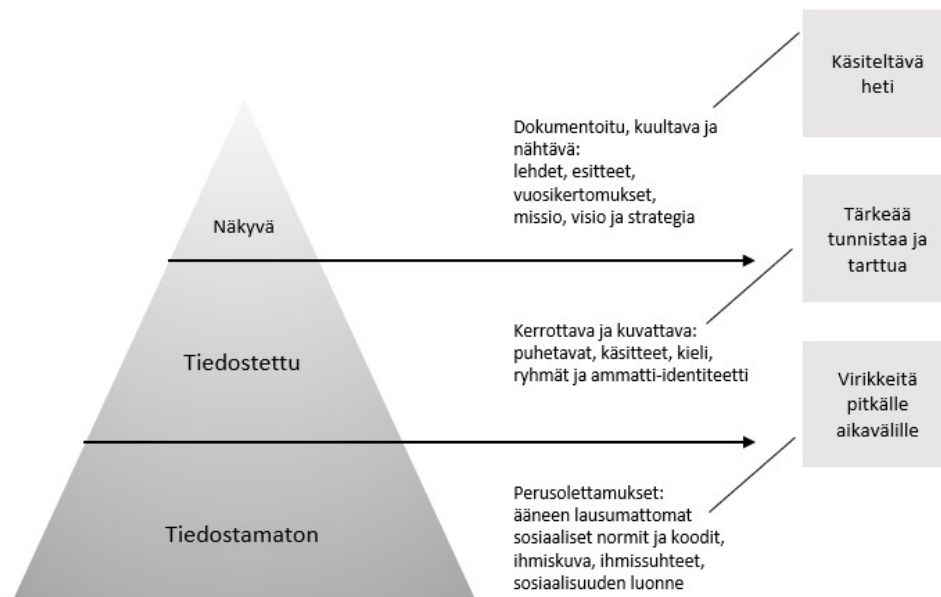 Käsiteltävä
heti
Dokumentoitu, kuultava ja
nähtävä:
lehdet, esitteet,
vuosikertomukset,
missio, visio ja strategia
Näkyvä
Tärkeää
tunnistaa ja
tarttua
Kerrottava ja kuvattava:
puhetavat, käsitteet, kieli,
ryhmät ja ammatti-identiteetti
Tiedostettu
Virikkeitä
pitkälle
aikavälille
Perusolettamukset:
ääneen lausumattomat
sosiaaliset normit ja koodit,
ihmiskuva, ihmissuhteet,
sosiaalisuuden luonne
Tiedostamaton